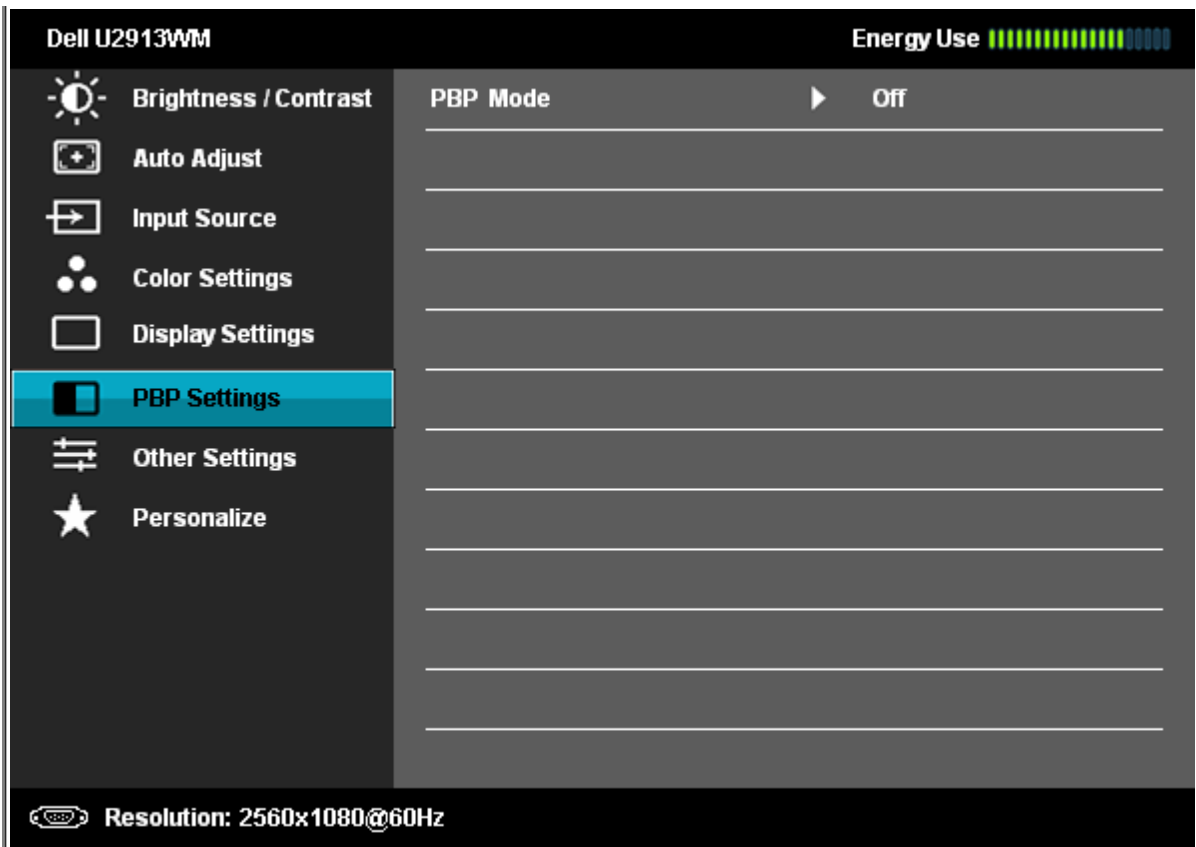 Dell U2913WM Energy Use
Brightness / Contrast PBP Mode Off
Auto Adjust
Input Source
Color Settings
Display Settings
PBP Settings
Other Settings
Personalize
Resolution: 2560x1080@60Hz